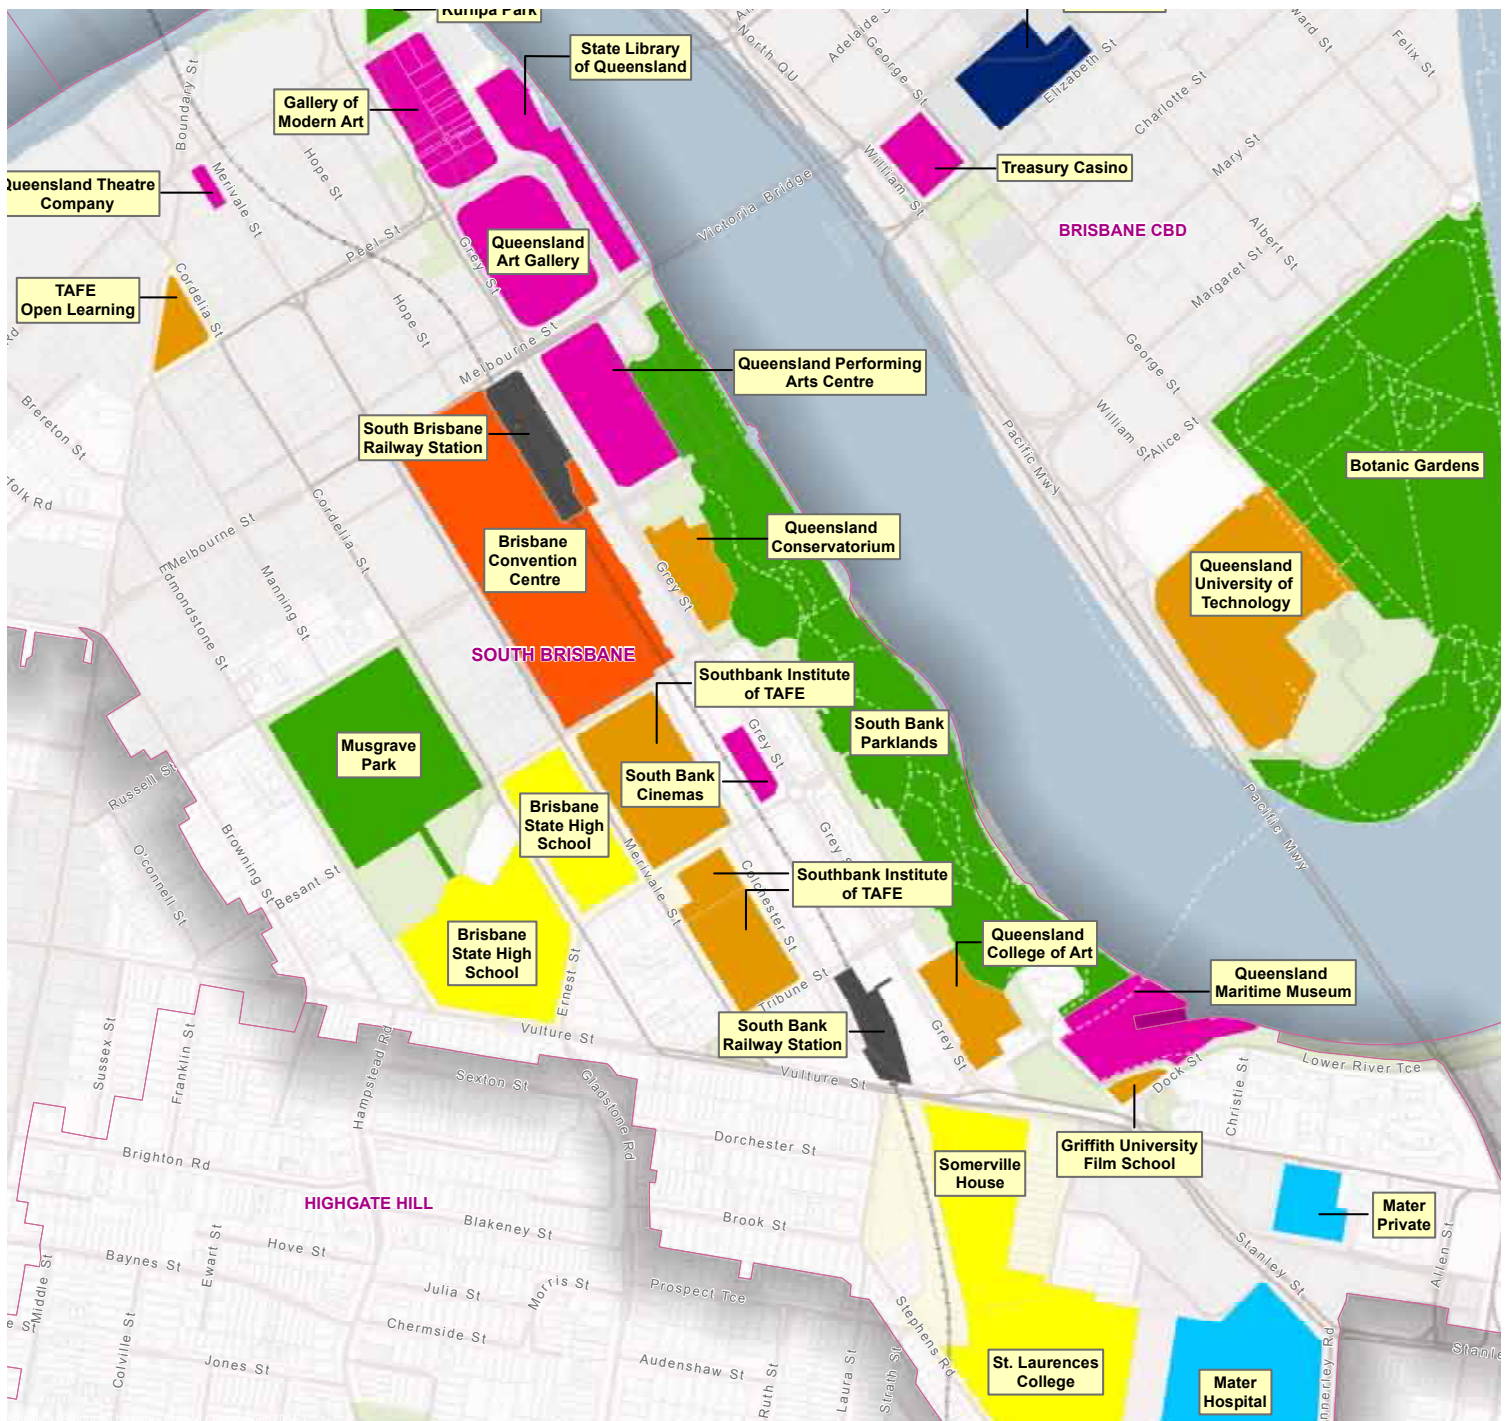 Kurilpa Park
State Library
of Queensland
Gallery of
Modern Art
Queensland Theatre
Company
TAFE
Open Learning
Queensland
Art Gallery
Treasury Casino
BRISBANE CBD
Queensland Performing
Arts Centre
South Brisbane
Railway Station
Brisbane
Convention
Centre
Queensland
Conservatorium
Botanic Gardens
Queensland
University of
Technology
SOUTH BRISBANE
Southbank Institute
of TAFE
South Bank
Parklands
Musgrave
Park
South Bank
Cinemas
Brisbane
State High
School
Southbank Institute
of TAFE
Brisbane
State High
School
Queensland
College of Art
Queensland
Maritime Museum
South Bank
Railway Station
Griffith University
Film School
Somerville
House
Mater
Private
HIGHGATE HILL
St. Laurences
College
Mater
Hospital
Boundary St
Merivale St
Hope St
Peel St
Grey St
Cordelia St
Hope St
Melbourne St
Victoria Bridge
North QU
Adelaide S
George St
William St
Elizabeth St
Charlotte St
Mary St
Felix St
ward St
Albert St
Margaret St
George St
William St
Alice St
Pacific Mwy
Rd
Brereton St
rfolk Rd
Melbourne St
Cordelia St
Edmondstone St
Manning St
Grey St
Grey St
Grey S
Russell St
Browning St
O'connell St
Besant St
Merivale St
Colchester St
Tribune St
Ernest St
Vulture St
Vulture St
Grey St
Pacific Mwy
Dock St
Lower River Tce
Christie St
Sussex St
Franklin St
Hampstead Rd
Sexton St
Gladstone Rd
Dorchester St
Brighton Rd
Brook St
Blakeney St
Hove St
Ewart St
Baynes St
Julia St
Morris St
Prospect Tce
Middle St
e St
Chermside St
Colville St
Jones St
Audenshaw St
Ruth St
Laura St
Strath St
Stephens Rd
Stanley St
Allen St
nnerley Rd
Stanle